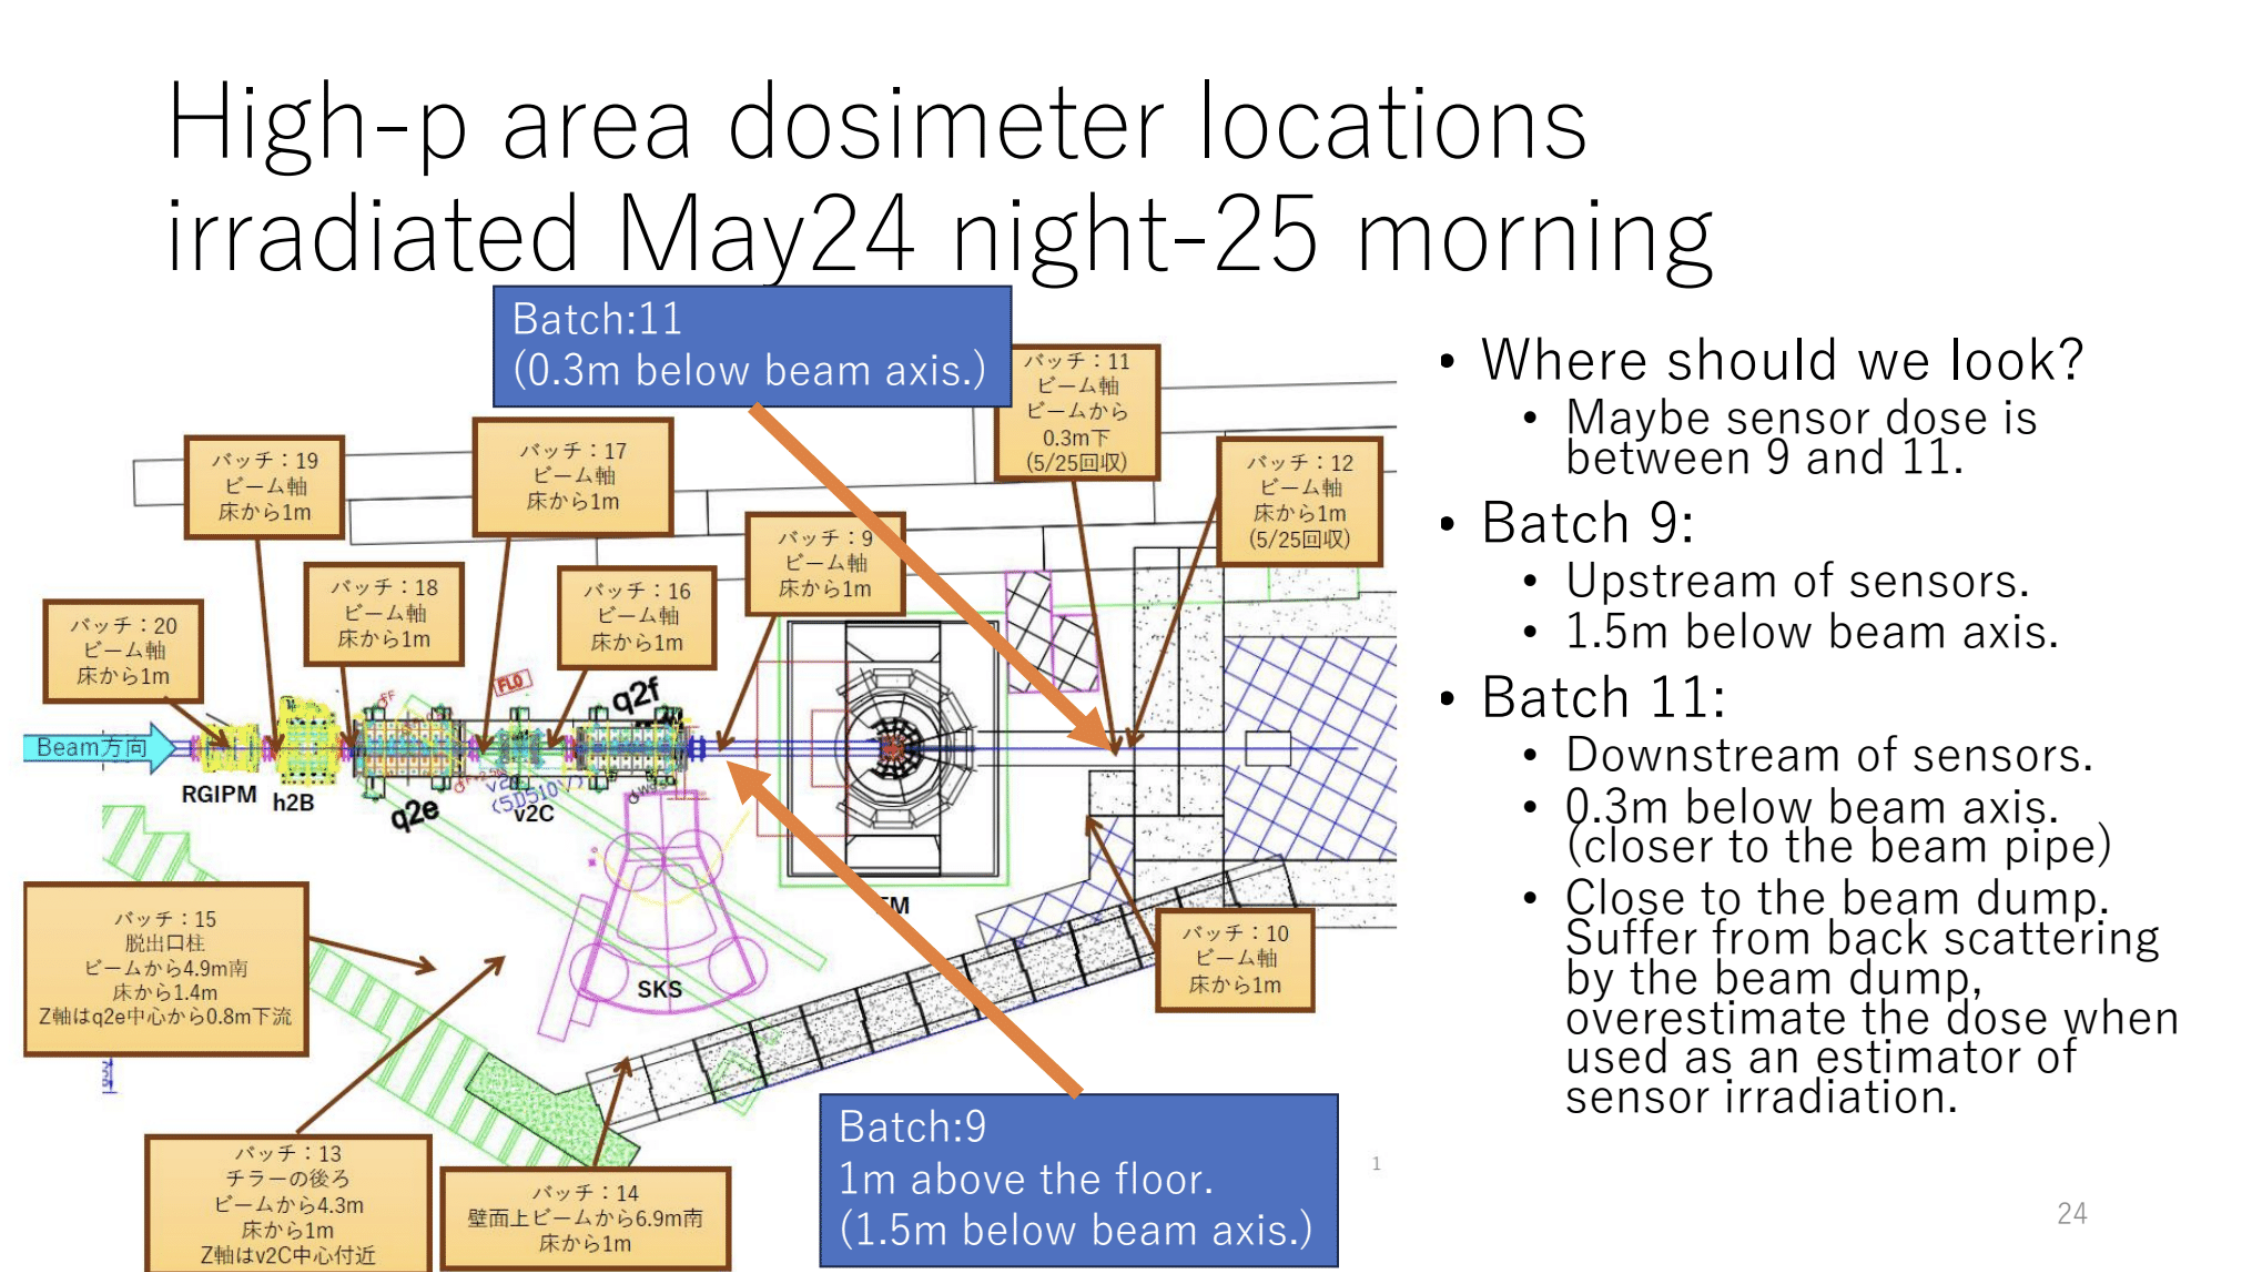 High-p area dosimeter locations
irradiated May24 night-25 morning
Batch:11
(0.3m below beam axis.)
バッチ：11
ビーム軸
ビームから
0.3m下
(5/25回収)
バッチ：12
ビーム軸
床から1m
(5/25回収)
バッチ：17
ビーム軸
床から1m
バッチ：19
ビーム軸
床から1m
バッチ：9
ビーム軸
床から1m
バッチ：18
ビーム軸
床から1m
バッチ：16
ビーム軸
床から1m
バッチ：20
ビーム軸
床から1m
FLO
q2f
Beam方向
RGIPM
h2B
q2e
(SD510V)
v2C
FM
SKS
バッチ：15
脱出口柱
ビームから4.9m南
床から1.4m
Z軸はq2e中心から0.8m下流
バッチ：10
ビーム軸
床から1m
バッチ：13
チラーの後ろ
ビームから4.3m
床から1m
Z軸はv2C中心付近
バッチ：14
壁面上ビームから6.9m南
床から1m
Batch:9
1m above the floor.
(1.5m below beam axis.)
1
• Where should we look?
• Maybe sensor dose is
between 9 and 11.
• Batch 9:
• Upstream of sensors.
• 1.5m below beam axis.
• Batch 11:
• Downstream of sensors.
• 0.3m below beam axis.
(closer to the beam pipe)
• Close to the beam dump.
Suffer from back scattering
by the beam dump,
overestimate the dose when
used as an estimator of
sensor irradiation.
24